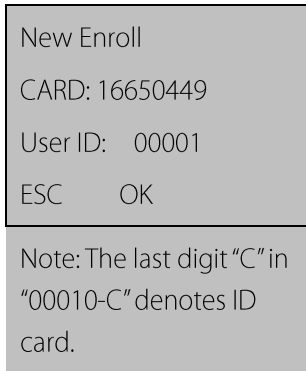 New Enroll
CARD: 16650449
User ID: 00001
ESC OK
Note: The last digit “C” in
“00010-C” denotes ID
card.